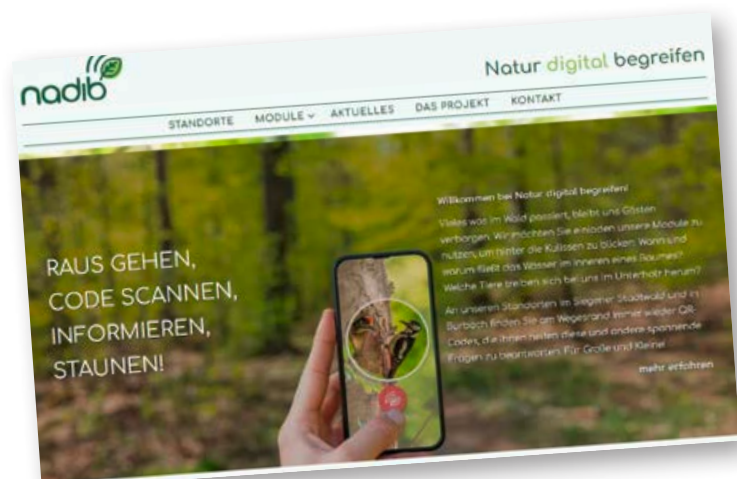 nadib
Natur digital begreifen
STANDORTE MODULE AKTUELLES DAS PROJEKT KONTAKT
RAUS GEHEN,
CODE SCANNEN,
INFORMIEREN,
STAUNEN!
Willkommen bei Natur digital begreifen!
Vieles was im Wald passiert, bleibt uns Gästen
verborgen. Wir möchten Sie einladen unsere Module zu
nutzen, um hinter die Kulissen zu blicken: Wann und
warum fließt das Wasser im Inneren eines Baumes?
Welche Tiere treiben sich bei uns im Unterholz herum?
An unseren Standorten im Siegener Stadtwald und in
Burbach finden Sie am Wegesrand immer wieder QR-
Codes, die Ihnen helfen diese und andere spannende
Fragen zu beantworten. Für Große und Kleine!
mehr erfahren